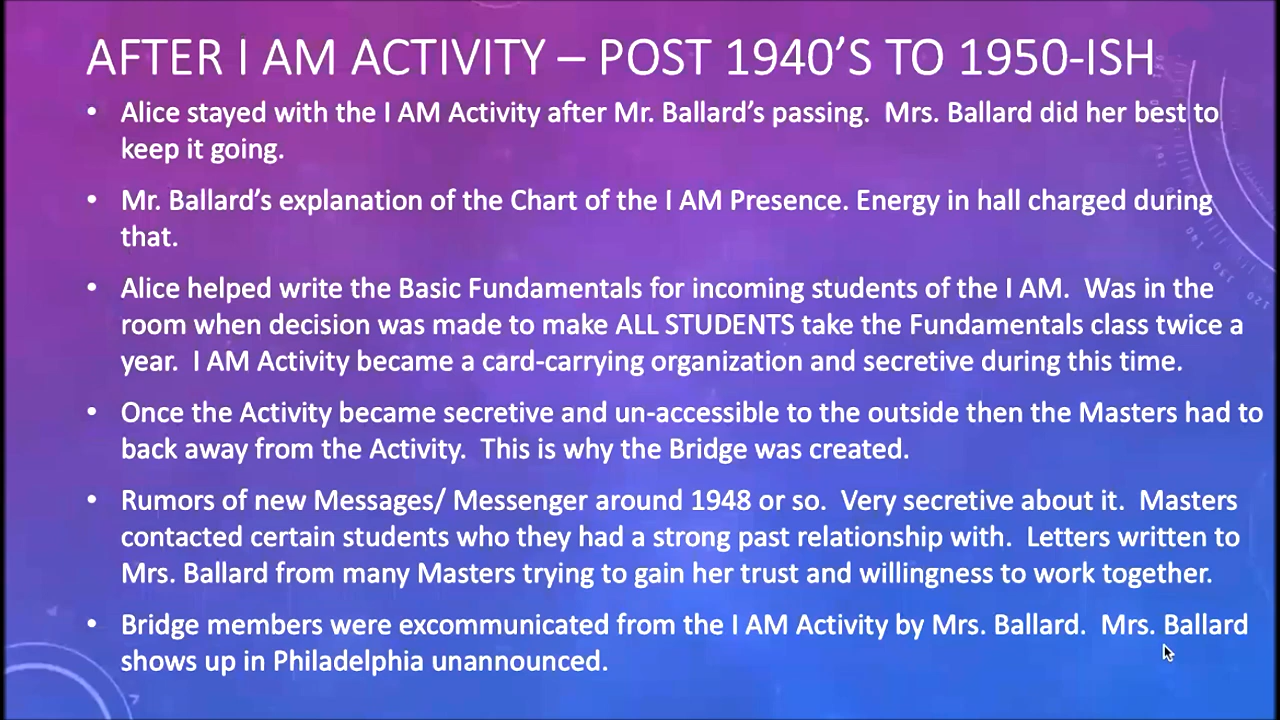 AFTER I AM ACTIVITY – POST 1940'S TO 1950-ISH
• Alice stayed with the I AM Activity after Mr. Ballard's passing.  Mrs. Ballard did her best to
keep it going.
• Mr. Ballard's explanation of the Chart of the I AM Presence. Energy in hall charged during
that.
• Alice helped write the Basic Fundamentals for incoming students of the I AM.  Was in the
room when decision was made to make ALL STUDENTS take the Fundamentals class twice a
year.  I AM Activity became a card-carrying organization and secretive during this time.
• Once the Activity became secretive and un-accessible to the outside then the Masters had to
back away from the Activity.  This is why the Bridge was created.
• Rumors of new Messages/ Messenger around 1948 or so.  Very secretive about it.  Masters
contacted certain students who they had a strong past relationship with.  Letters written to
Mrs. Ballard from many Masters trying to gain her trust and willingness to work together.
• Bridge members were excommunicated from the I AM Activity by Mrs. Ballard.  Mrs. Ballard
shows up in Philadelphia unannounced.